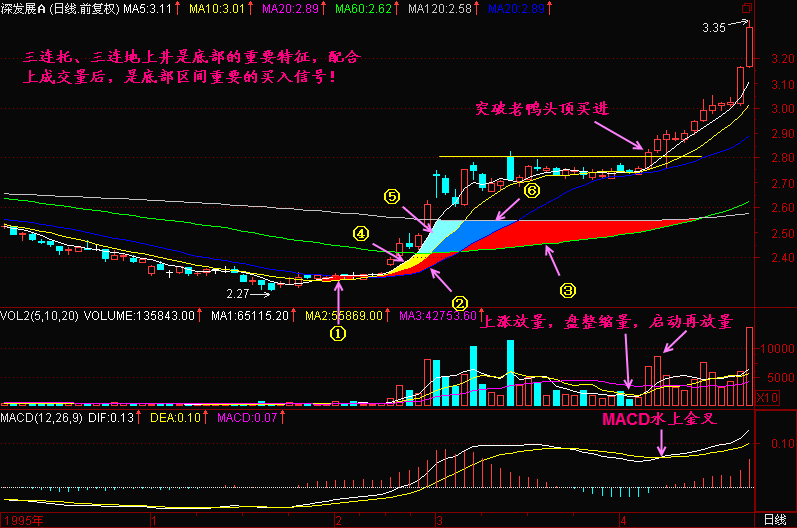 深发展A (日线.前复权) MA5:3.11↑ MA10:3.01↑ MA20:2.89↑ MA60:2.62↑ MA120:2.58↑ MA20:2.89↑
3.35→
三连托、三连地上井是底部的重要特征，配合
上成交量后，是底部区间重要的买入信号！
3.20
3.10
突破老鸭头顶买进
3.00
2.90
2.80
2.70
⑤
⑥
2.60
2.50
④
2.40
2.27→
②
③
①
VOL2(5,10,20) VOLUME:135843.00↑ MA1:65115.20↑ MA2:55869.00↑ MA3:42753.60↑
上涨放量，盘整缩量，启动再放量
10000
5000
X10
MACD(12,26,9) DIF:0.13↑ DEA:0.10↑ MACD:0.07↑
MACD水上金叉
0.10
1995年 1 2 3 4 日线